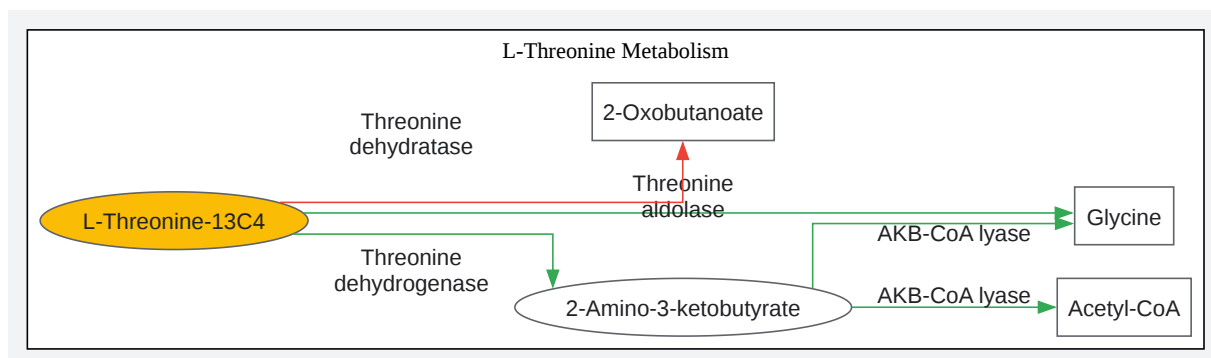 L-Threonine Metabolism
2-Oxobutanoate
Threonine
dehydratase
Threonine
aldolase
L-Threonine-13C4
Glycine
AKB-CoA lyase
Threonine
dehydrogenase
2-Amino-3-ketobutyrate
AKB-CoA lyase
Acetyl-CoA